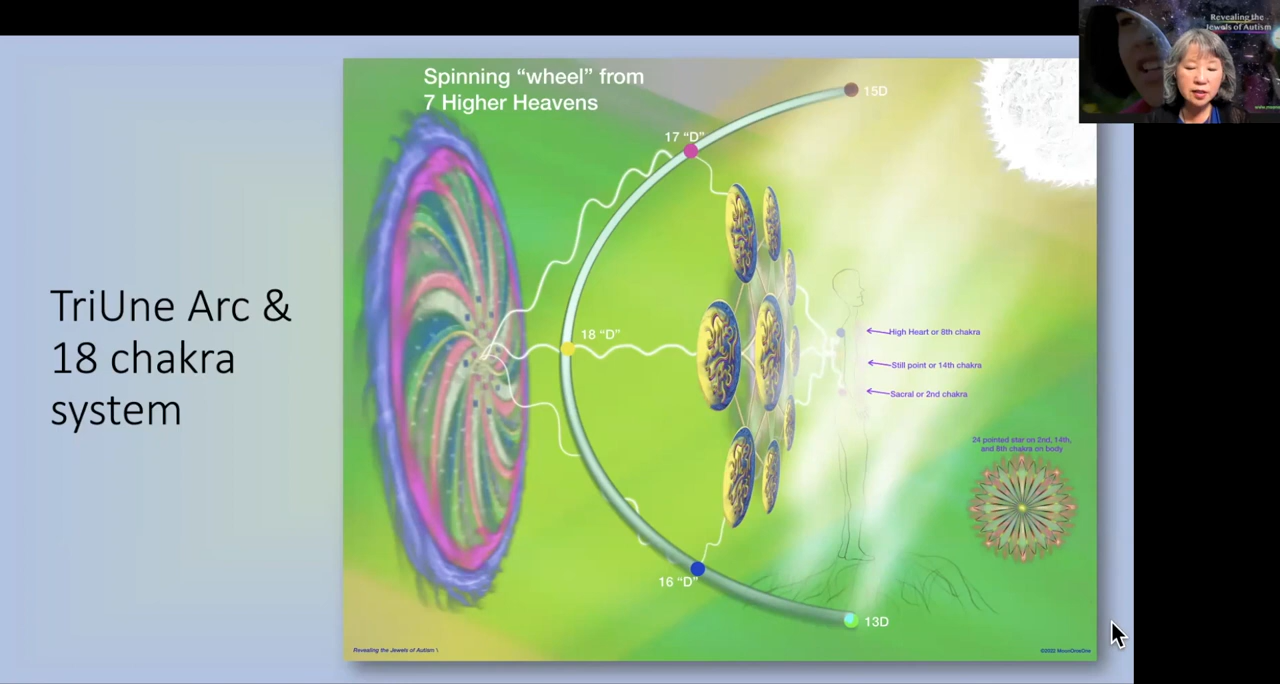 TriUne Arc &
18 chakra
system
Spinning “wheel” from
7 Higher Heavens
15D
17 “D”
18 “D”
16 “D”
13D
High Heart or 8th chakra
Still point or 14th chakra
Sacral or 2nd chakra
24 pointed star on 2nd, 14th,
and 8th chakra on body
Revealing the Jewels of Autism \
©2022 MoonOneOne
Revealing the
Jewels of Autism